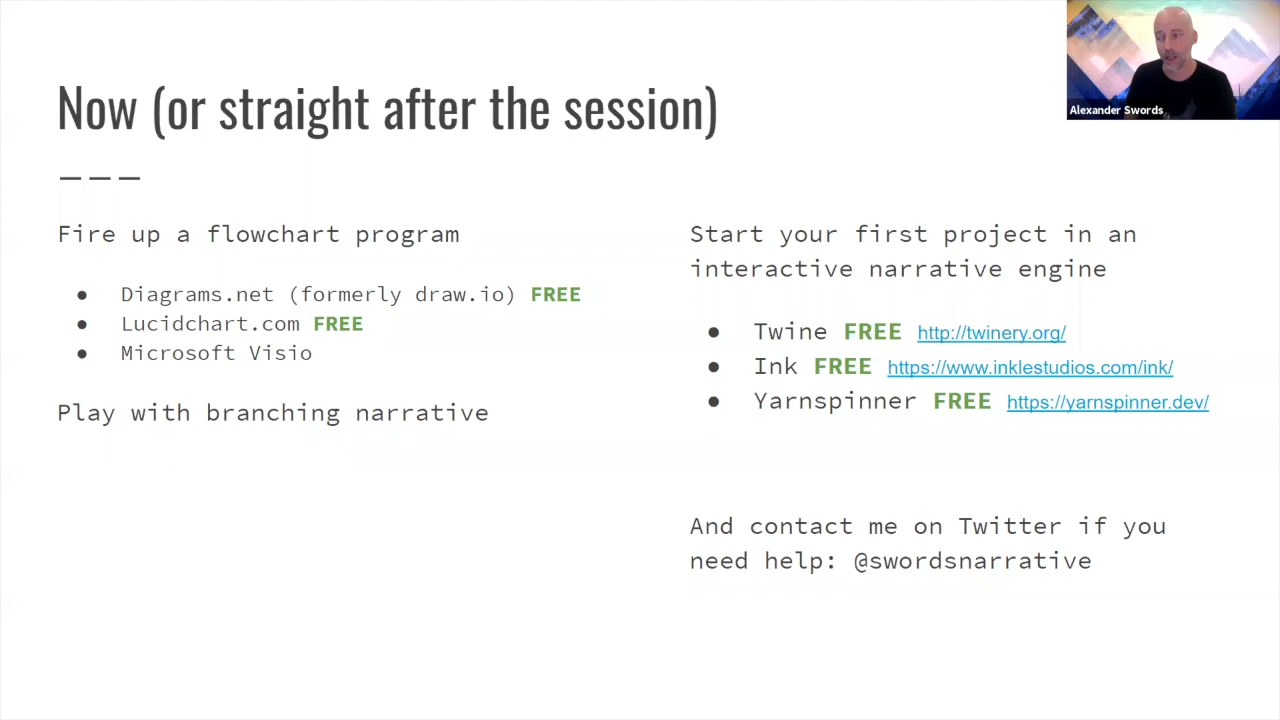 Alexander Swords
Now (or straight after the session)
Fire up a flowchart program
● Diagrams.net (formerly draw.io) FREE
● Lucidchart.com FREE
● Microsoft Visio
Play with branching narrative
Start your first project in an
interactive narrative engine
● Twine FREE http://twinery.org/
● Ink FREE https://www.inklestudios.com/ink/
● Yarnspinner FREE https://yarnspinner.dev/
And contact me on Twitter if you
need help: @swordsnarrative